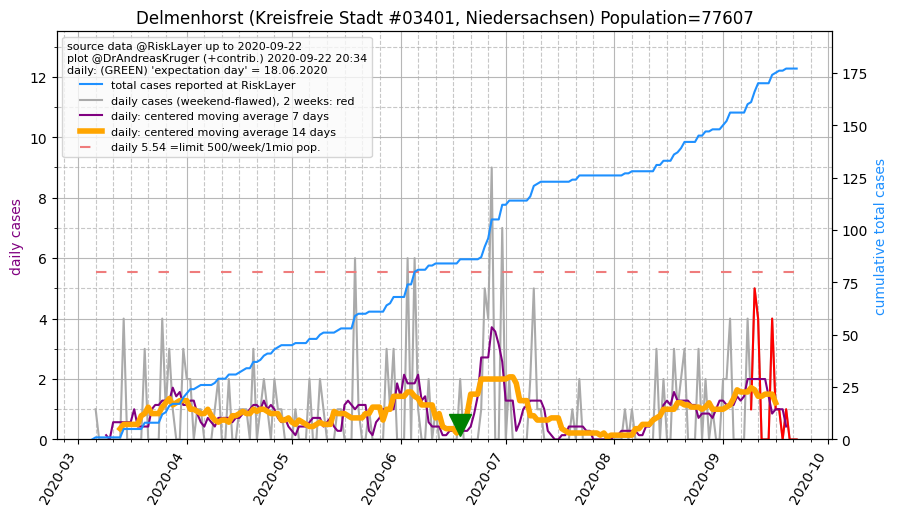 Delmenhorst (Kreisfreie Stadt #03401, Niedersachsen) Population=77607
source data @RiskLayer up to 2020-09-22
plot @DrAndreasKruger (+contrib.) 2020-09-22 20:34
daily: (GREEN) 'expectation day' = 18.06.2020
total cases reported at RiskLayer
daily cases (weekend-flawed), 2 weeks: red
daily: centered moving average 7 days
daily: centered moving average 14 days
daily 5.54 =limit 500/week/1mio pop.
daily cases
12
10
8
6
4
2
0
cumulative total cases
175
150
125
100
75
50
25
0
2020-03
2020-04
2020-05
2020-06
2020-07
2020-08
2020-09
2020-10